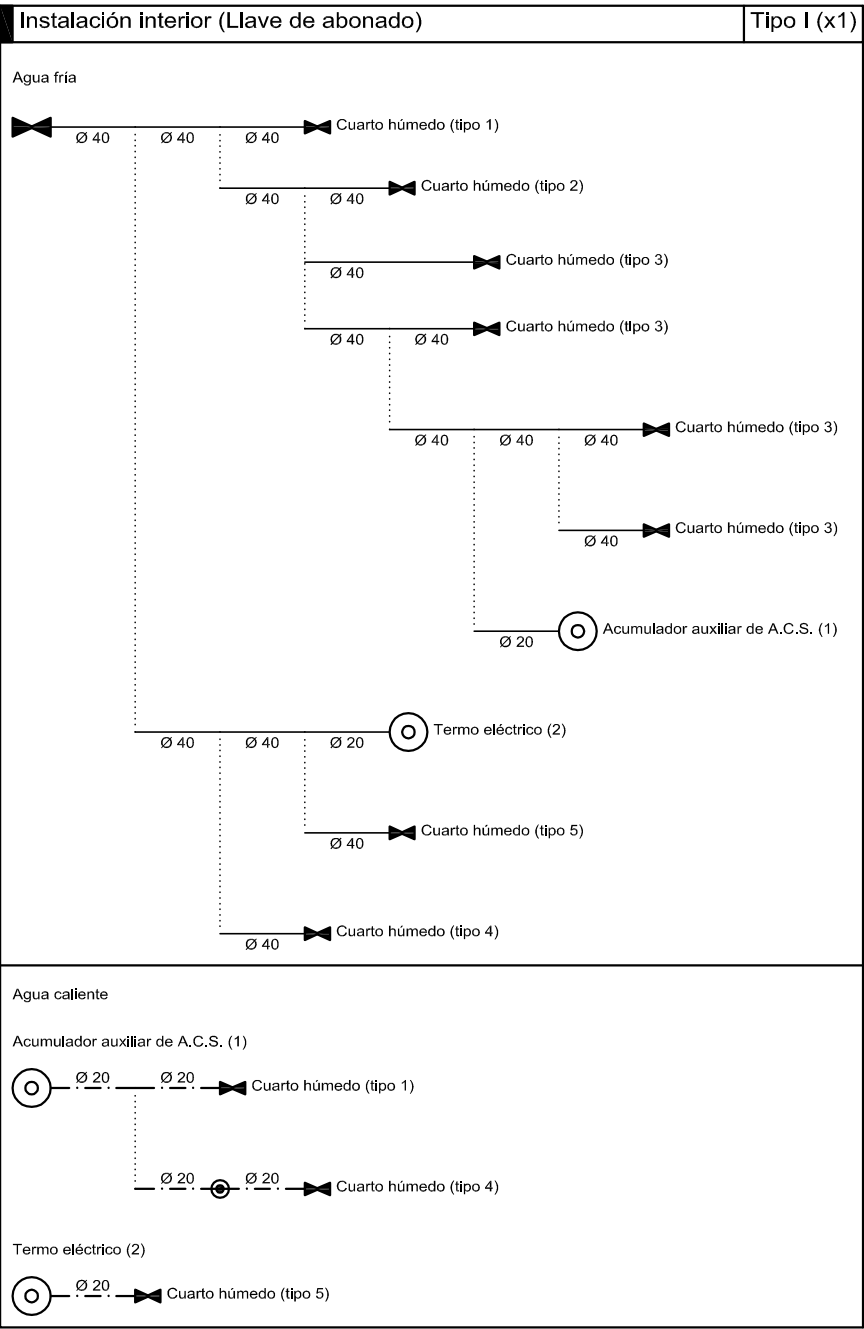 Instalación interior (Llave de abonado) Tipo I (x1)
Agua fría
Cuarto húmedo (tipo 1)
Ø 40 Ø 40 Ø 40
Cuarto húmedo (tipo 2)
Ø 40 Ø 40
Cuarto húmedo (tipo 3)
Ø 40
Cuarto húmedo (tipo 3)
Ø 40 Ø 40
Cuarto húmedo (tipo 3)
Ø 40 Ø 40 Ø 40
Cuarto húmedo (tipo 3)
Ø 40
Acumulador auxiliar de A.C.S. (1)
Ø 20
Termo eléctrico (2)
Ø 40 Ø 40 Ø 20
Cuarto húmedo (tipo 5)
Ø 40
Cuarto húmedo (tipo 4)
Ø 40
Agua caliente
Acumulador auxiliar de A.C.S. (1)
Ø 20 Ø 20
Cuarto húmedo (tipo 1)
Ø 20 Ø 20
Cuarto húmedo (tipo 4)
Termo eléctrico (2)
Ø 20
Cuarto húmedo (tipo 5)